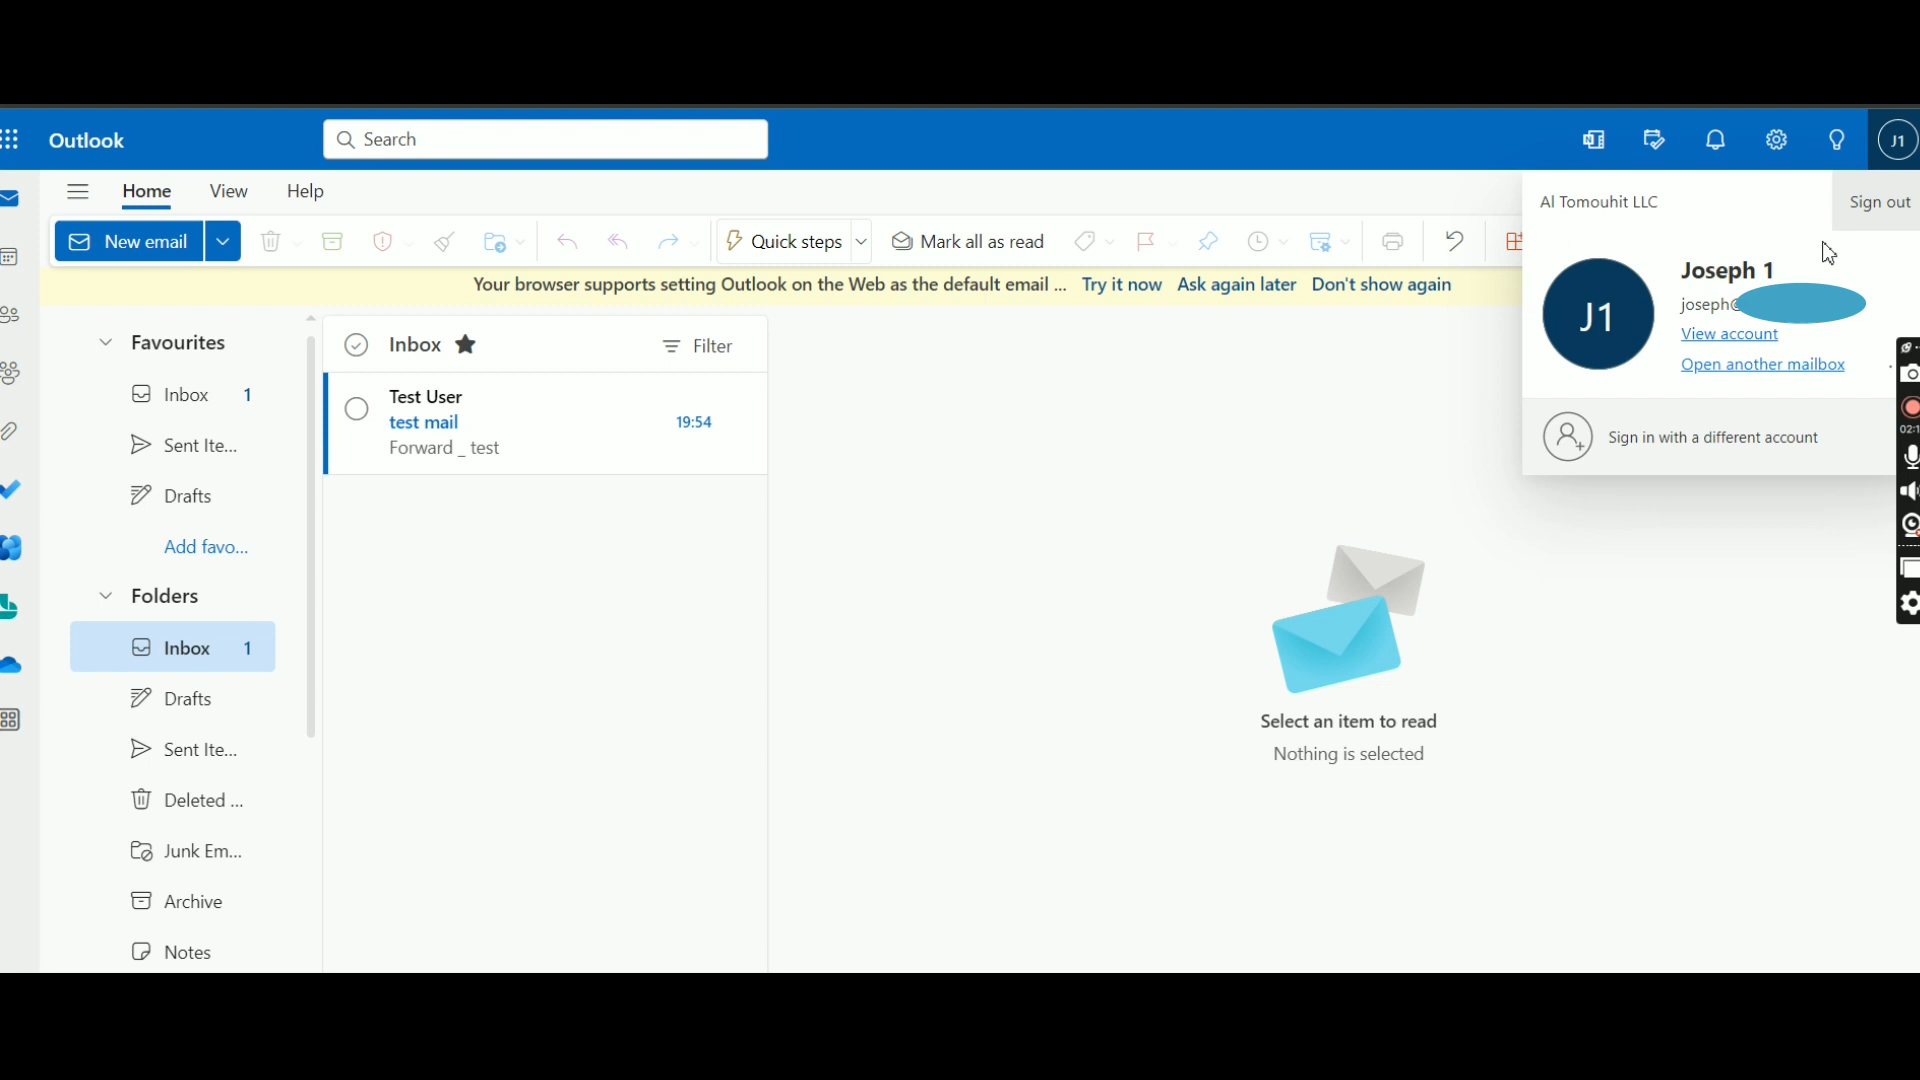 Outlook
Search
J1
Home View Help
Al Tomouhit LLC
Sign out
New email
Quick steps
Mark all as read
Your browser supports setting Outlook on the Web as the default email ... Try it now Ask again later Don't show again
Joseph 1
J1
joseph@
View account
Open another mailbox
Sign in with a different account
Favourites
Inbox 1
Sent Ite...
Drafts
Add favo...
Folders
Inbox 1
Drafts
Sent Ite...
Deleted ...
Junk Em...
Archive
Notes
Inbox
Filter
Test User
test mail
19:54
Forward _ test
Select an item to read
Nothing is selected